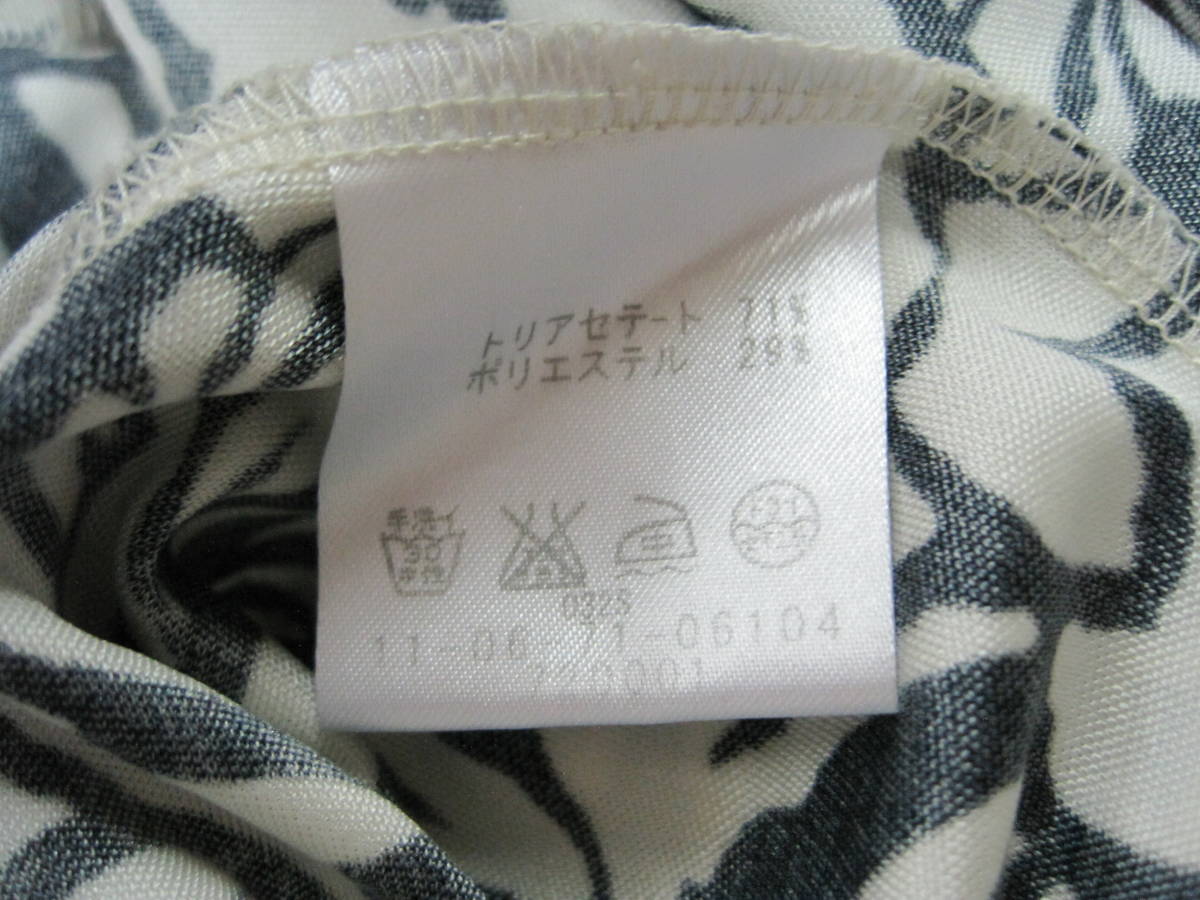 トリアセテート 71%
ポリエステル 29%
手洗イ
30
中性
0325
11-06 71-06104